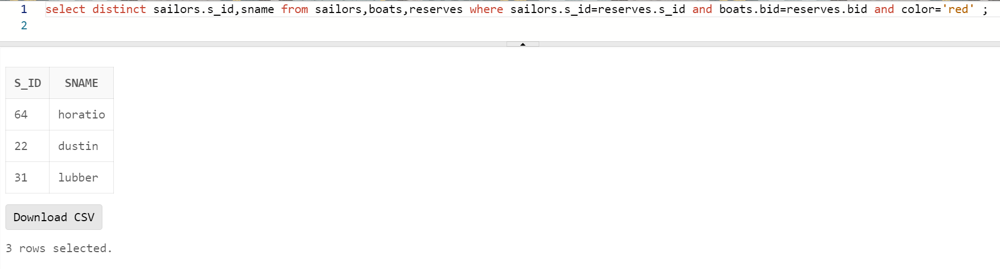 1 select distinct sailors.s_id,sname from sailors,boats,reserves where sailors.s_id=reserves.s_id and boats.bid=reserves.bid and color='red' ;
2
S_ID SNAME
64 horatio
22 dustin
31 lubber
Download CSV
3 rows selected.